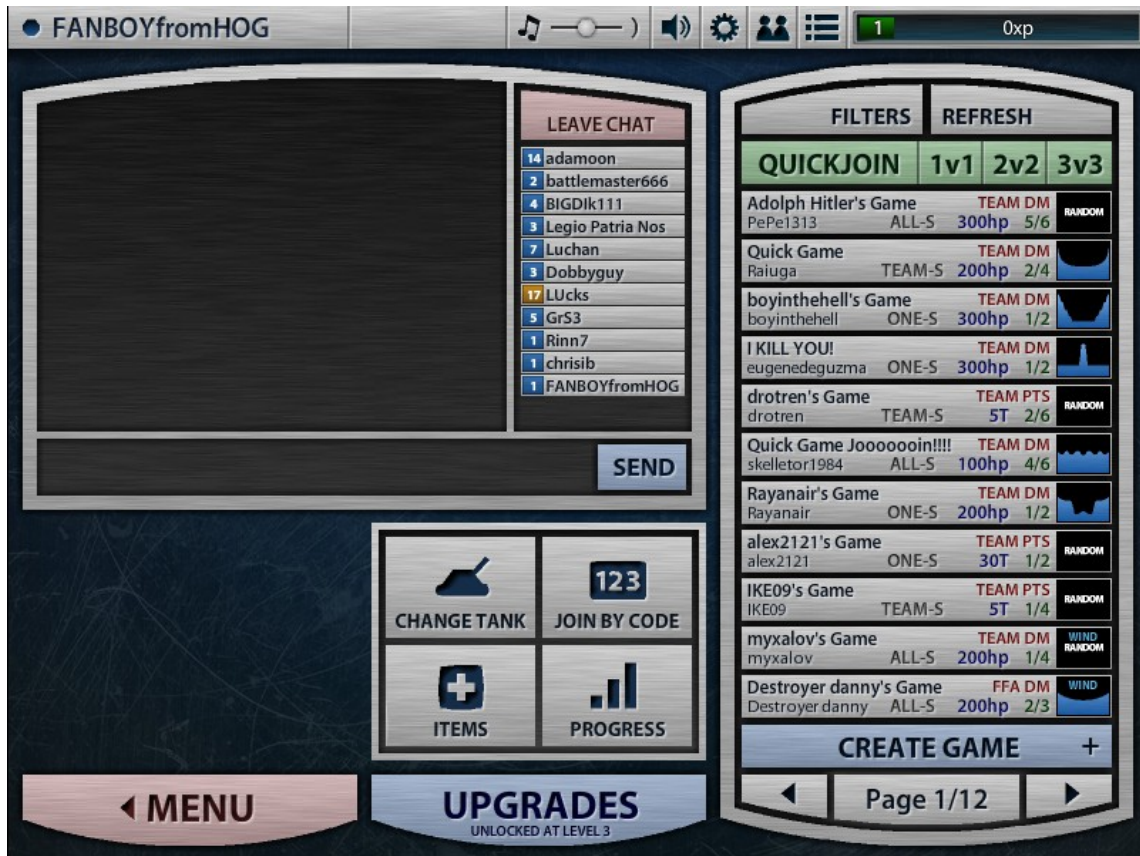 FANBOYfromHOG
1 0xp
LEAVE CHAT
14 adamoon
2 battlemaster666
4 BIGDIk111
3 Legio Patria Nos
7 Luchan
3 Dobbyguy
17 LUcks
5 GrS3
1 Rinn7
1 chrisib
1 FANBOYfromHOG
SEND
CHANGE TANK
123
JOIN BY CODE
ITEMS
PROGRESS
MENU
UPGRADES
UNLOCKED AT LEVEL 3
FILTERS REFRESH
QUICKJOIN 1v1 2v2 3v3
Adolph Hitler's Game TEAM DM
PePe1313 ALL-S 300hp 5/6 RANDOM
Quick Game TEAM DM
Raiuga TEAM-S 200hp 2/4
boyinthehell's Game TEAM DM
boyinthehell ONE-S 300hp 1/2
I KILL YOU! TEAM DM
eugenedeguzma ONE-S 300hp 1/2
drotren's Game TEAM PTS
drotren TEAM-S 5T 2/6 RANDOM
Quick Game Jooooooin!!!! TEAM DM
skelletor1984 ALL-S 100hp 4/6
Rayanair's Game TEAM DM
Rayanair ONE-S 200hp 1/2
alex2121's Game TEAM PTS
alex2121 ONE-S 30T 1/2 RANDOM
IKE09's Game TEAM PTS
IKE09 TEAM-S 5T 1/4 RANDOM
myxalov's Game TEAM DM WIND
myxalov ALL-S 200hp 1/4 RANDOM
Destroyer danny's Game FFA DM WIND
Destroyer danny ALL-S 200hp 2/3
CREATE GAME +
Page 1/12